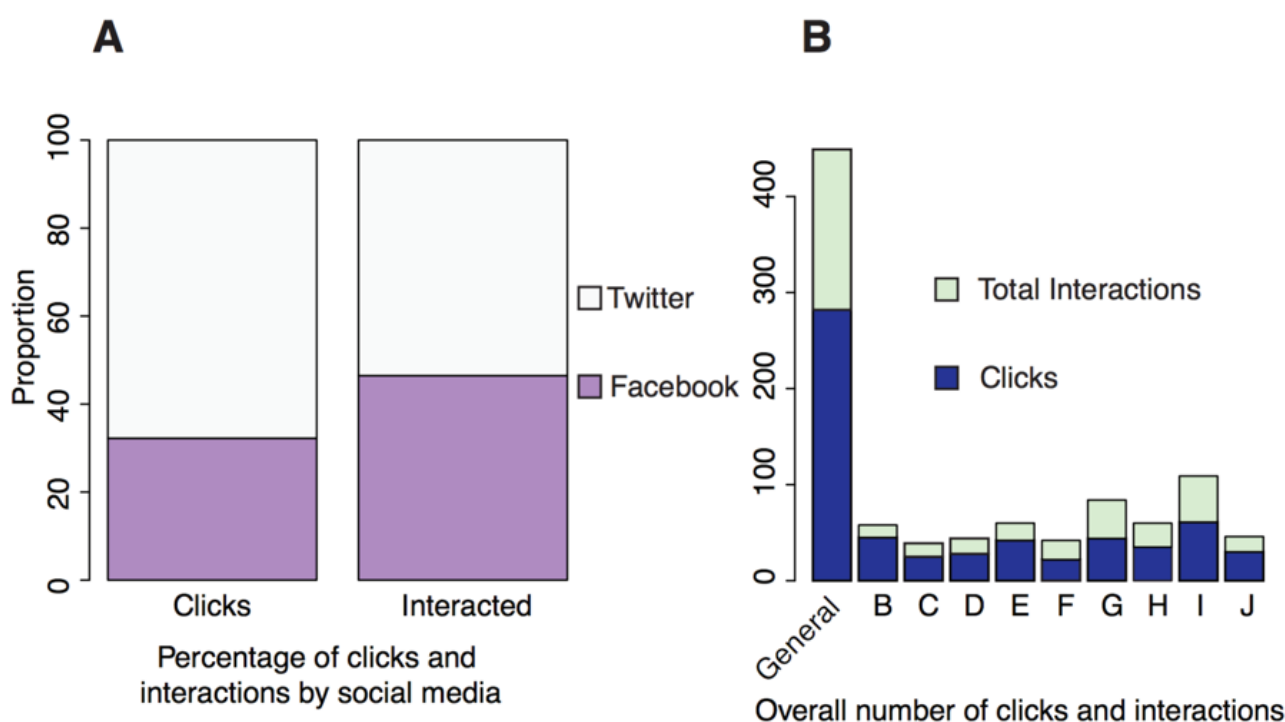 A
Proportion
0
20
40
60
80
100
Clicks
Interacted
Twitter
Facebook
Percentage of clicks and
interactions by social media
B
0
100
200
300
400
Total Interactions
Clicks
General
B
C
D
E
F
G
H
I
J
Overall number of clicks and interactions